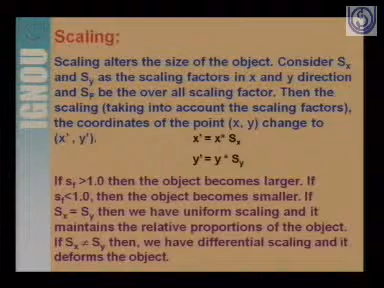 IGNOU
Scaling:
Scaling alters the size of the object. Consider Sx
and Sy as the scaling factors in x and y direction
and SF be the over all scaling factor. Then the
scaling (taking into account the scaling factors),
the coordinates of the point (x, y) change to
(x' , y').
x' = x* Sx
y' = y * Sy
If sf >1.0 then the object becomes larger. If
sf<1.0, then the object becomes smaller. If
Sx = Sy then we have uniform scaling and it
maintains the relative proportions of the object.
If Sx ≠ Sy then, we have differential scaling and it
deforms the object.